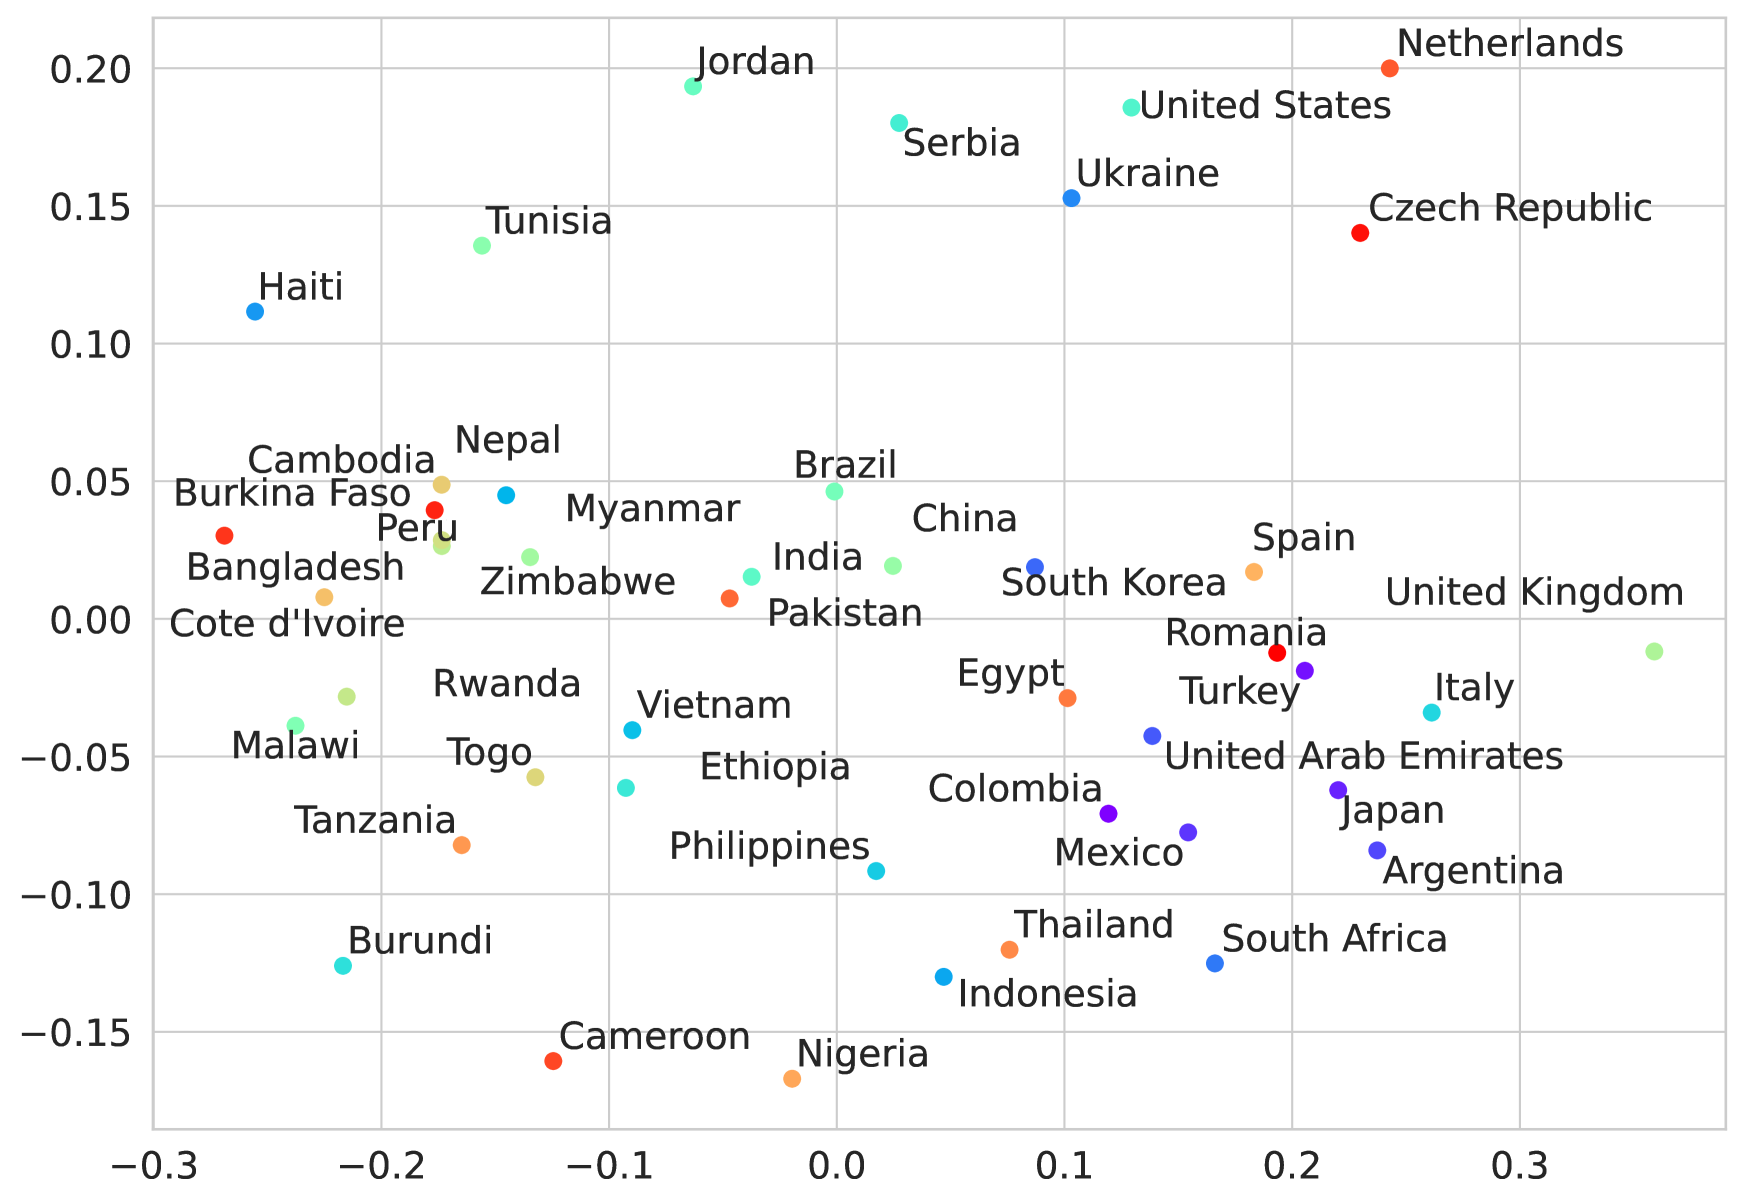 Netherlands
Jordan
0.20
United States
Serbia
Ukraine
Czech Republic
0.15
Tunisia
Haiti
0.10
Nepal
Cambodia
Brazil
0.05
Burkina Faso
Myanmar
China
Peru
Spain
India
Bangladesh
Zimbabwe
South Korea
United Kingdom
Pakistan
0.00
Cote d'Ivoire
Romania
Egypt
Rwanda
Turkey
Italy
Vietnam
Malawi
Togo
−0.05
United Arab Emirates
Ethiopia
Colombia
Japan
Tanzania
Philippines
Mexico
Argentina
−0.10
Thailand
South Africa
Burundi
Indonesia
−0.15
Cameroon
Nigeria
−0.3 −0.2 −0.1 0.0 0.1 0.2 0.3